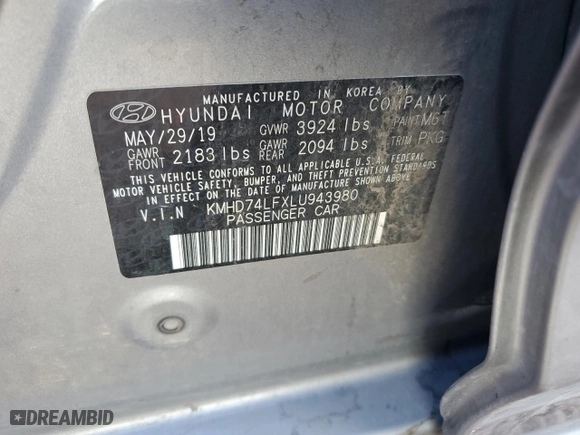 MANUFACTURED IN KOREA BY
HYUNDAI MOTOR COMPANY
MAY/29/19 GVWR 3924 lbs PAINT M6T
GAWR FRONT 2183 lbs GAWR REAR 2094 lbs TRIM PKG
THIS VEHICLE CONFORMS TO ALL APPLICABLE U.S.A. FEDERAL
MOTOR VEHICLE SAFETY, BUMPER, AND THEFT PREVENTION STANDARDS
IN EFFECT ON THE DATE OF MANUFACTURE SHOWN ABOVE.
V.I.N KMHD74LFXLU943980
PASSENGER CAR
DREAMBID